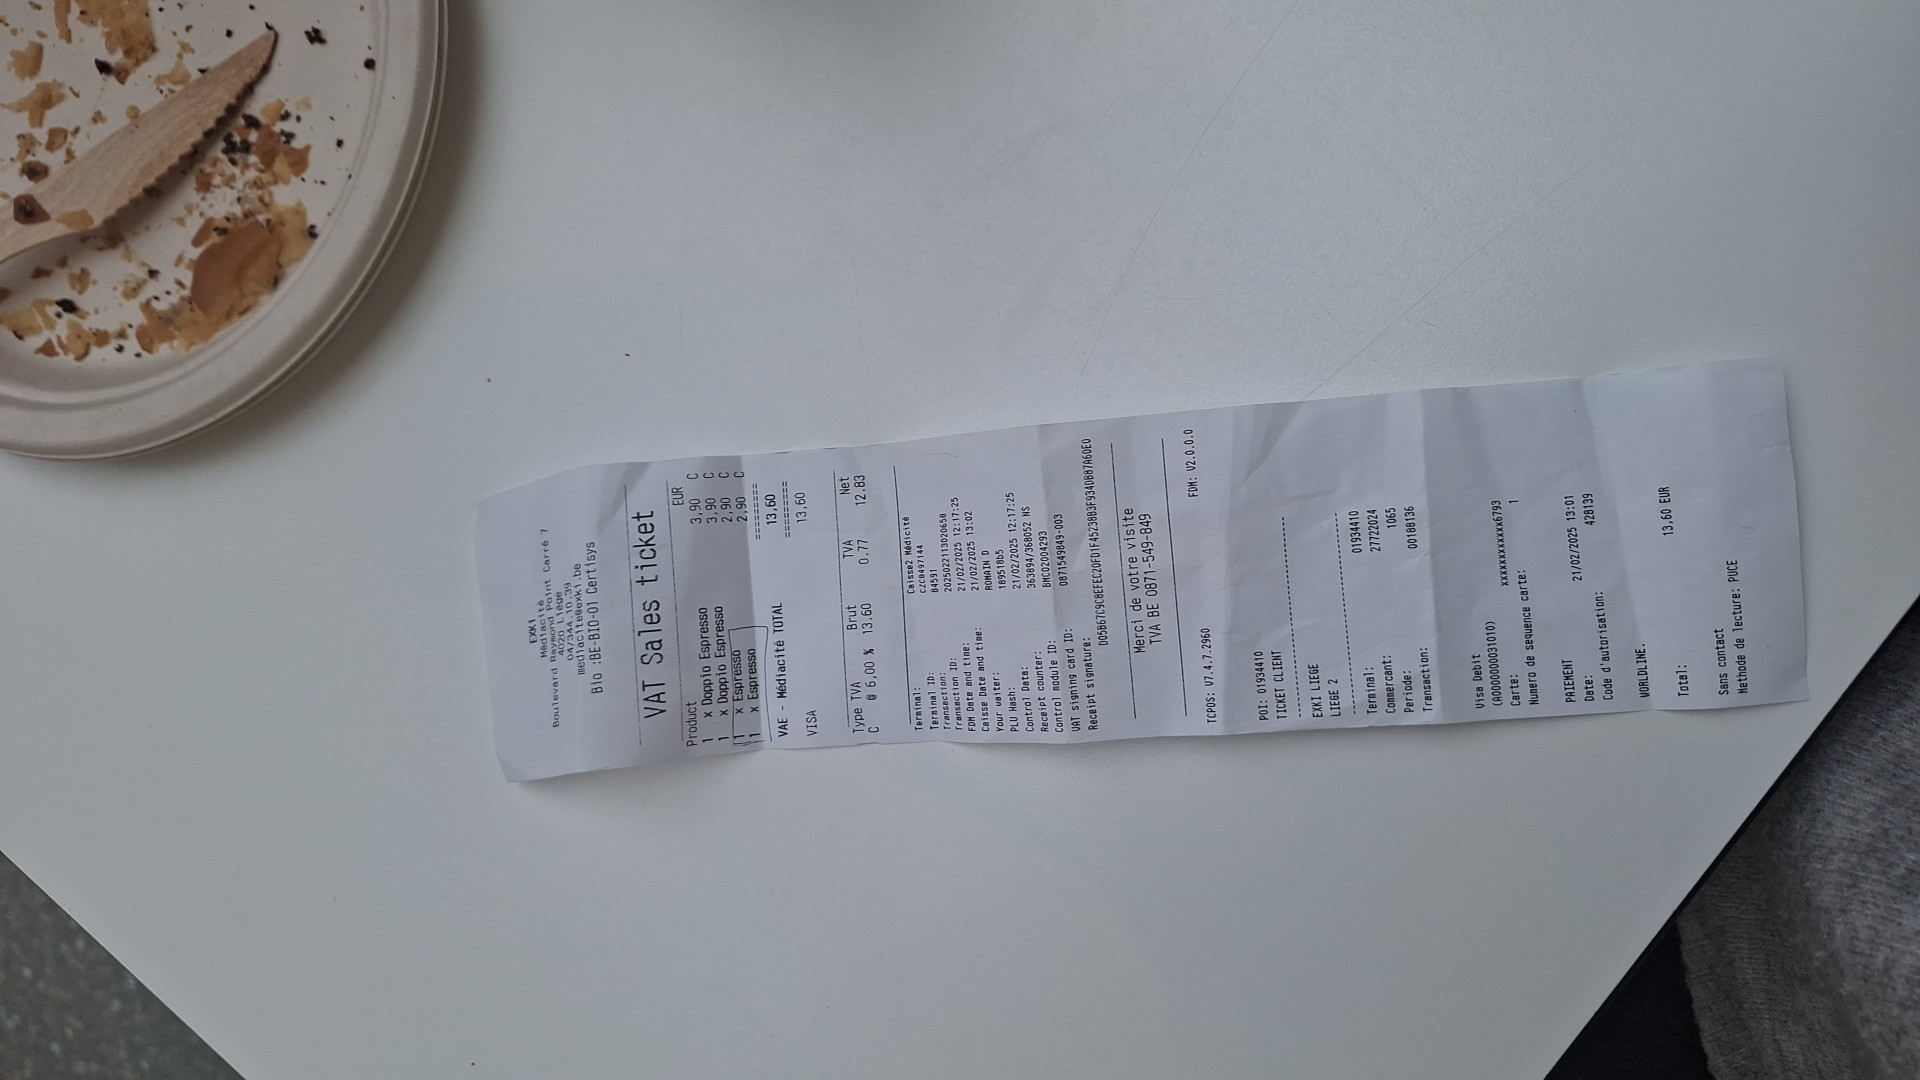 EXKi
Médiacité
Boulevard Raymond Point Carré 7
4020 Liège
04/344.10.39
mediacite@exki.be
Bio :BE-BIO-01 Certisys
VAT Sales ticket
Product EUR
1 x Doppio Espresso 3,90 C
1 x Doppio Espresso 3,90 C
1 x Espresso 2,90 C
1 x Espresso 2,90 C
========
VAE - Médiacité TOTAL 13,60
========
VISA 13,60
Type TVA Brut TVA Net
C @ 6,00 % 13.60 0.77 12.83
Terminal: Caisse2 Médicité
Terminal ID: CZC8497144
Transaction: 84591
Transaction ID: 20250221113020658
FDM Date and time: 21/02/2025 12:17:25
Caisse Date and time: 21/02/2025 13:02
Your waiter: ROMAIN D
PLU Hash: 189518b5
Control Data: 21/02/2025 12:17:25
Receipt counter: 363894/368052 NS
Control module ID: BMC02004293
VAT signing card ID: 0871549849-003
Receipt signature:
Merci de votre visite
TVA BE 0871-549-849
TCPOS: V7.4.7.2960 FDM: V2.0.0.0
POI: 01934410
TICKET CLIENT
--------------------------------
EXKI LIEGE
LIEGE 2
--------------------------------
Terminal: 01934410
Commercant: 27722024
Periode: 1065
Transaction: 00188136
Visa Debit
(A0000000031010)
Carte: xxxxxxxxxxxx6793
Numero de sequence carte: 1
PAIEMENT
Date: 21/02/2025 13:01
Code d'autorisation: 428139
WORLDLINE.
Total: 13,60 EUR
Sans contact
Methode de lecture: PUCE